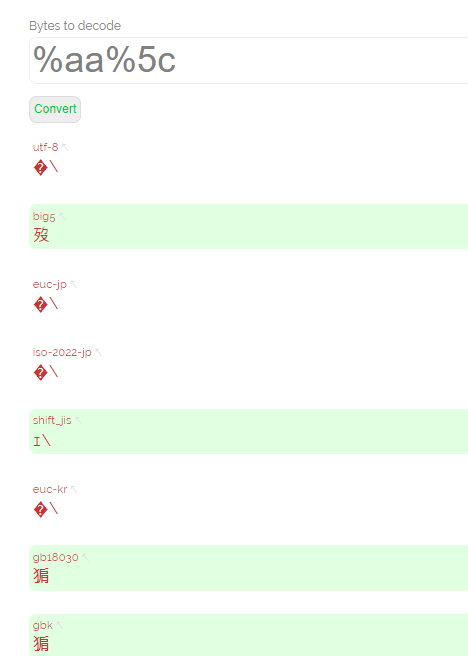 Bytes to decode
%aa%5c
Convert
utf-8 ↖
�\
big5 ↖
歿
euc-jp ↖
�\
iso-2022-jp ↖
�\
shift_jis ↖
ｪ\
euc-kr ↖
�\
gb18030 ↖
猏
gbk ↖
猏